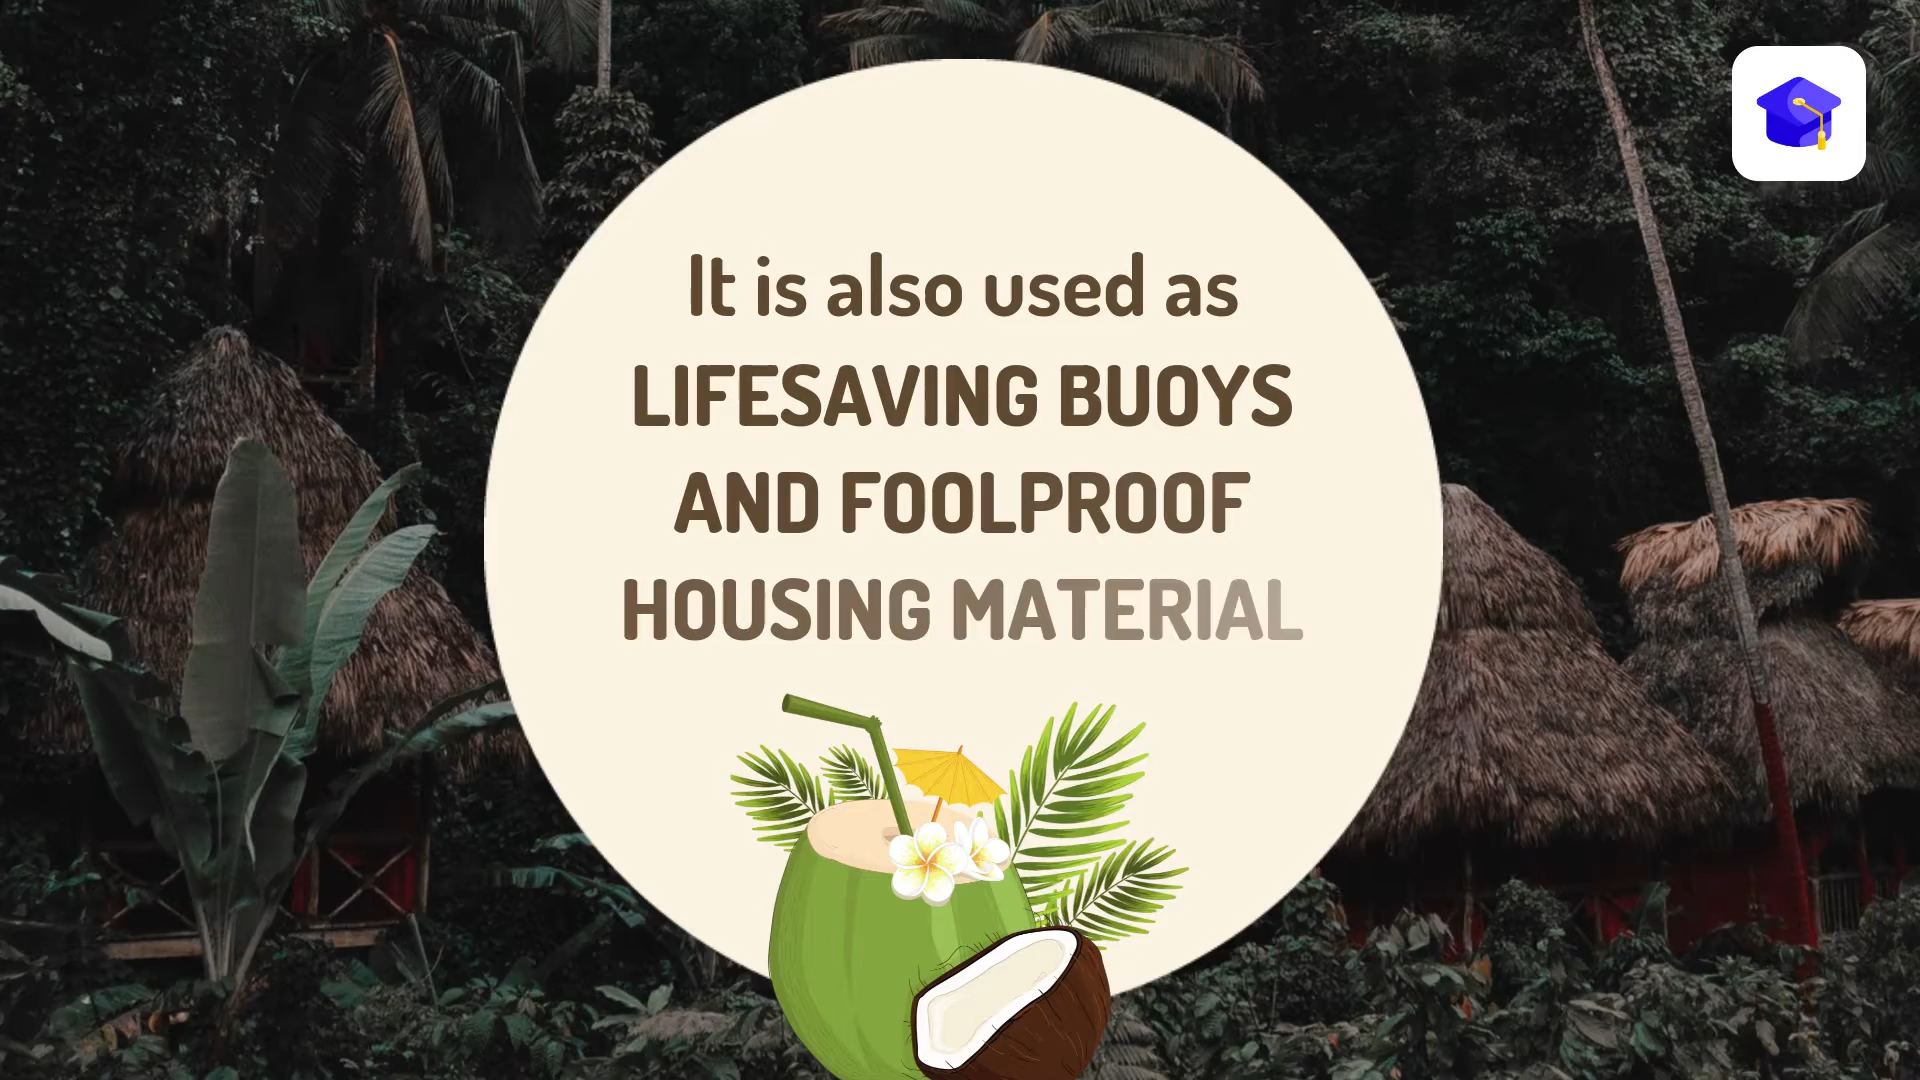 It is also used as
LIFESAVING BUOYS
AND FOOLPROOF
HOUSING MATERIAL